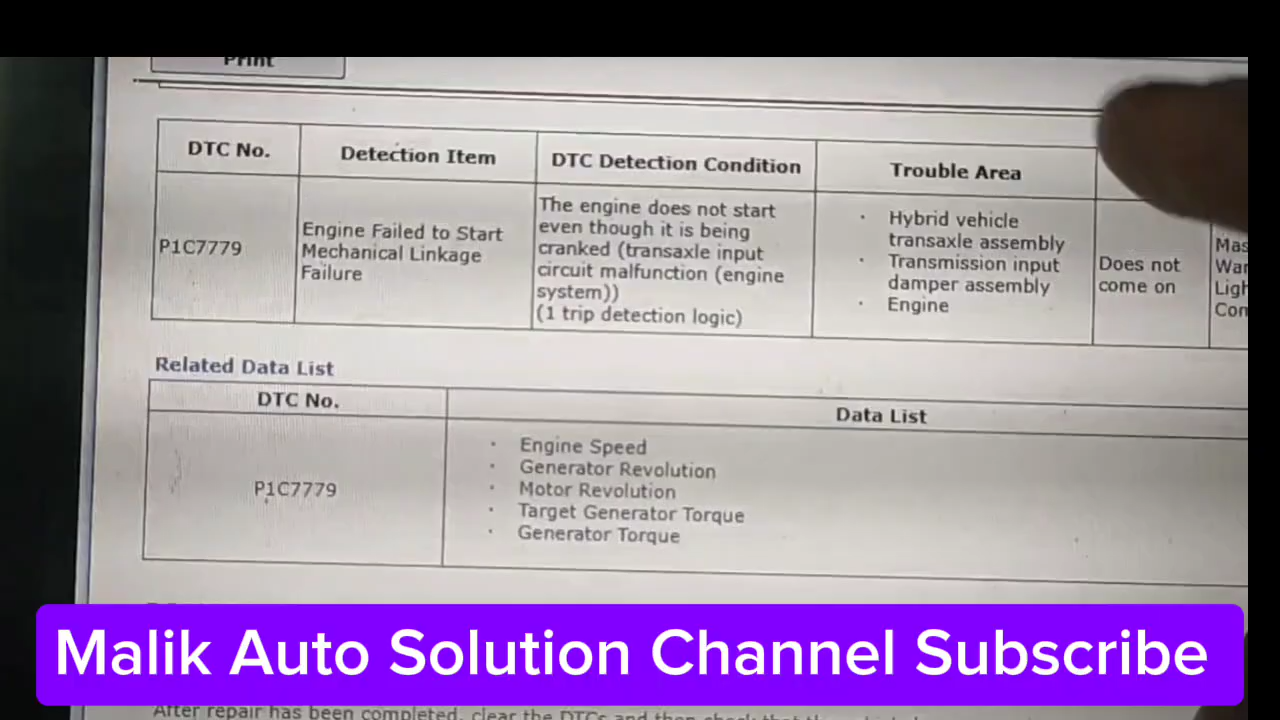 Print
DTC No.
Detection Item
DTC Detection Condition
Trouble Area
P1C7779
Engine Failed to Start
Mechanical Linkage
Failure
The engine does not start
even though it is being
cranked (transaxle input
circuit malfunction (engine
system))
(1 trip detection logic)
· Hybrid vehicle
transaxle assembly
· Transmission input
damper assembly
· Engine
Does not
come on
Mas
War
Ligh
Con
Related Data List
DTC No.
Data List
P1C7779
· Engine Speed
· Generator Revolution
· Motor Revolution
· Target Generator Torque
· Generator Torque
Malik Auto Solution Channel Subscribe
After repair has been completed, clear the DTCs and then check that the